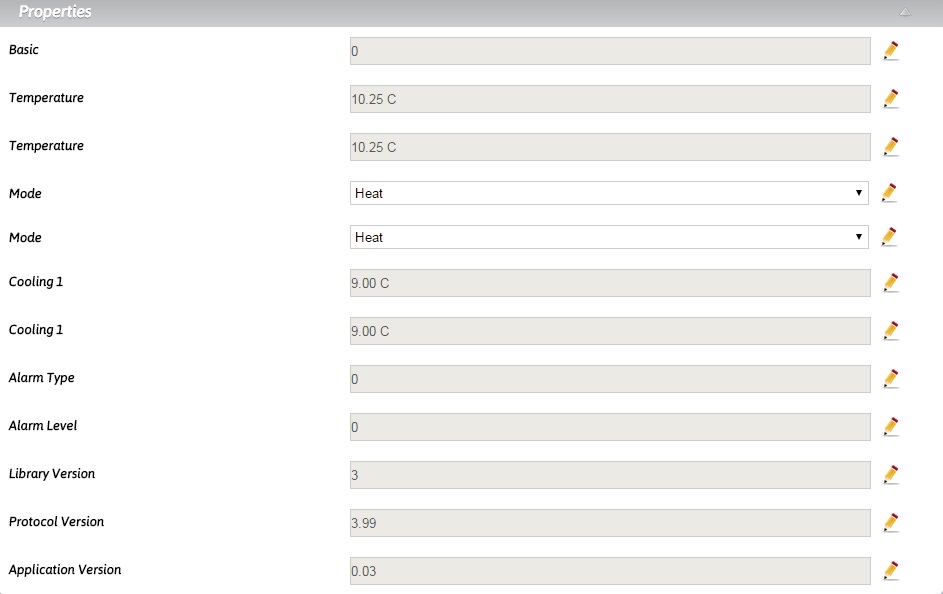 Properties
Basic 0
Temperature 10.25 C
Temperature 10.25 C
Mode Heat
Mode Heat
Cooling 1 9.00 C
Cooling 1 9.00 C
Alarm Type 0
Alarm Level 0
Library Version 3
Protocol Version 3.99
Application Version 0.03